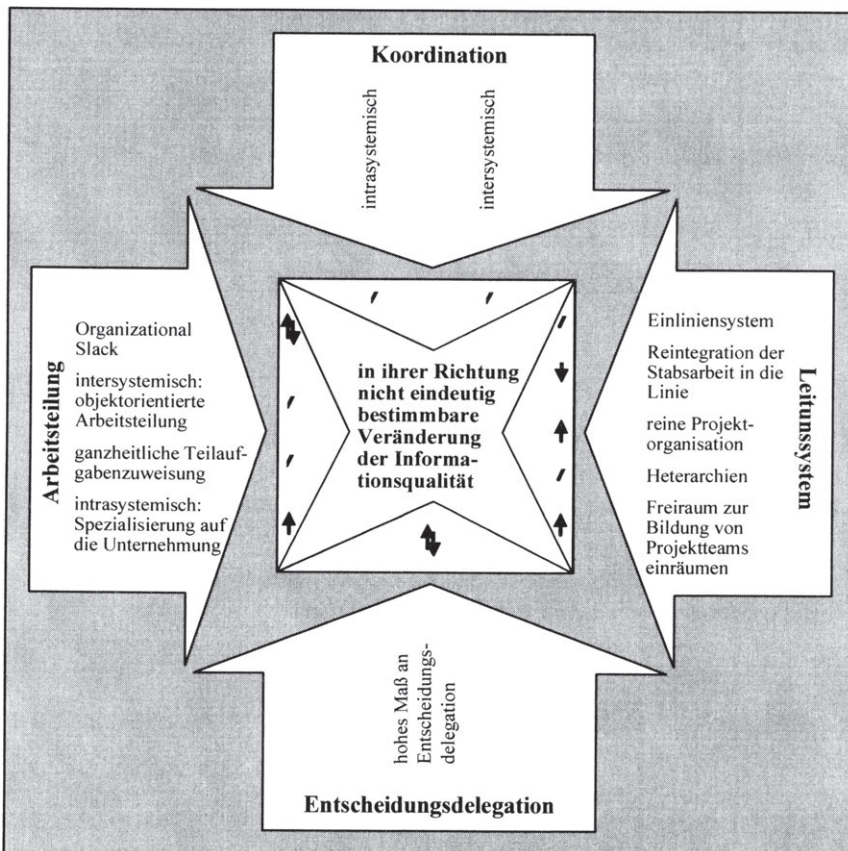 Koordination
intrasystemisch
intersystemisch
Arbeitsteilung
Organizational
Slack
intersystemisch:
objektorientierte
Arbeitsteilung
ganzheitliche Teilauf-
gabenzuweisung
intrasystemisch:
Spezialisierung auf
die Unternehmung
in ihrer Richtung
nicht eindeutig
bestimmbare
Veränderung
der Informa-
tionsqualität
Einliniensystem
Reintegration der
Stabsarbeit in die
Linie
reine Projekt-
organisation
Heterarchien
Freiraum zur
Bildung von
Projektteams
einräumen
Leitunssystem
hohes Maß an
Entscheidungs-
delegation
Entscheidungsdelegation